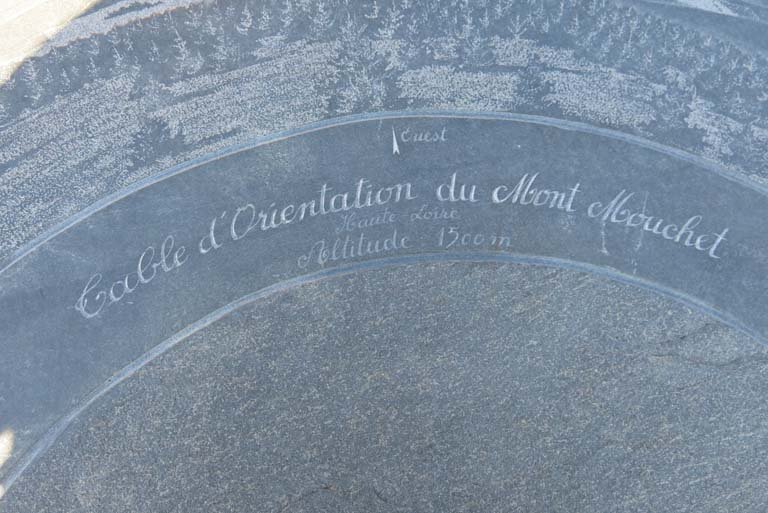 Ouest
Table d'Orientation du Mont Mouchet
Haute-Loire
Altitude 1500 m